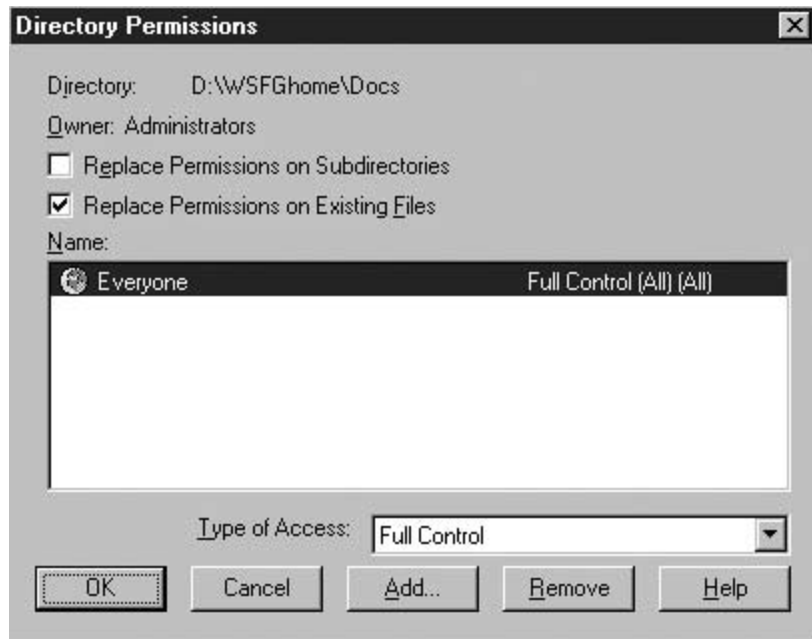 Directory Permissions
Directory: D:\WSFGhome\Docs
Owner: Administrators
Replace Permissions on Subdirectories
Replace Permissions on Existing Files
Name:
Everyone Full Control (All) (All)
Type of Access: Full Control
OK Cancel Add... Remove Help